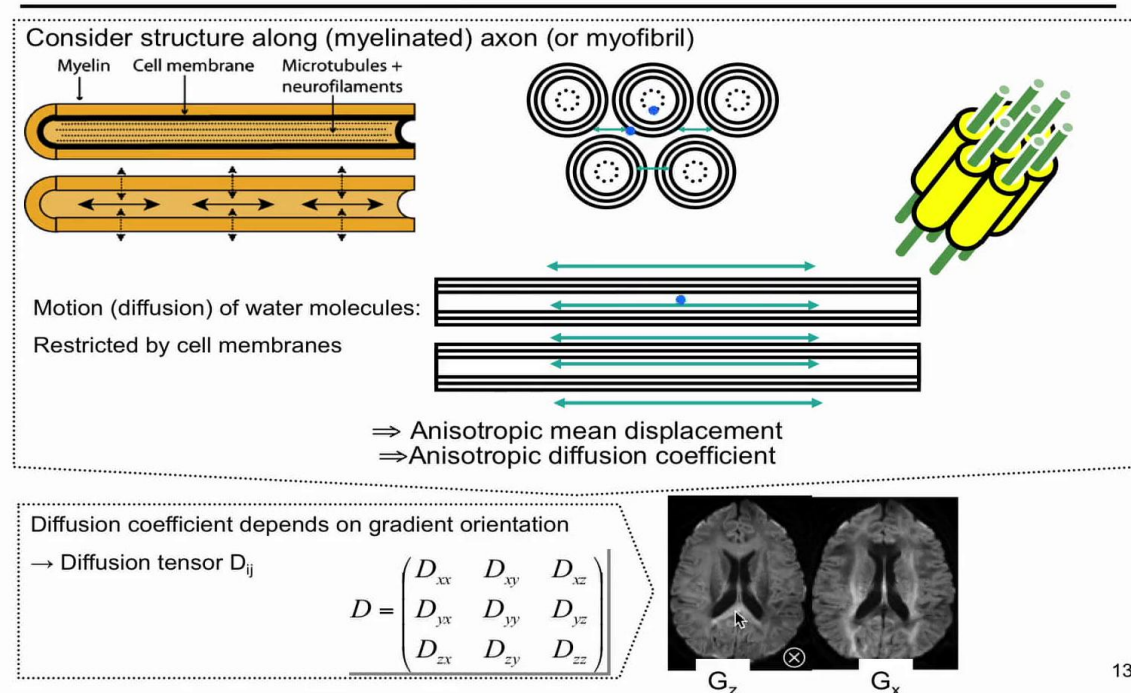 Consider structure along (myelinated) axon (or myofibril)
Myelin
Cell membrane
Microtubules +
neurofilaments
Motion (diffusion) of water molecules:
Restricted by cell membranes
⇒ Anisotropic mean displacement
⇒Anisotropic diffusion coefficient
Diffusion coefficient depends on gradient orientation
→ Diffusion tensor Dij
D = ( Dxx Dxy Dxz
Dyx Dyy Dyz
Dzx Dzy Dzz )
Gz
Gx
13